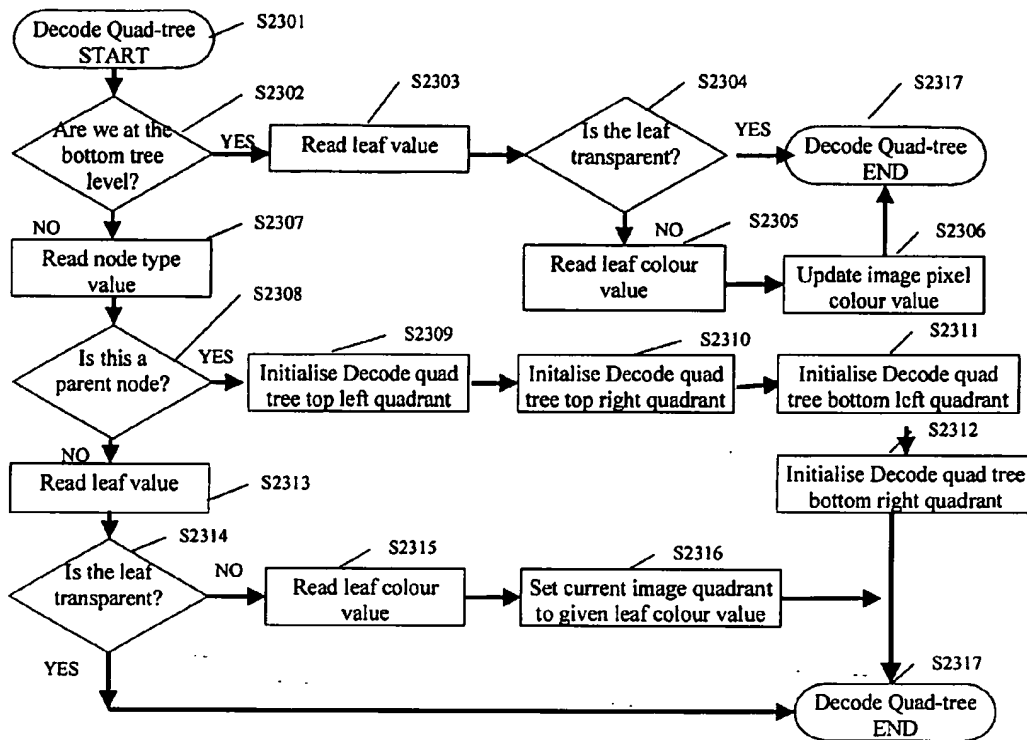 Decode Quad-tree
START
S2301
S2302
Are we at the
bottom tree
level?
YES
S2303
Read leaf value
S2304
Is the leaf
transparent?
YES
S2317
Decode Quad-tree
END
NO
S2307
Read node type
value
NO
S2305
Read leaf colour
value
S2306
Update image pixel
colour value
S2308
Is this a
parent node?
YES
S2309
Initialise Decode quad
tree top left quadrant
S2310
Initalise Decode quad
tree top right quadrant
S2311
Initialise Decode quad
tree bottom left quadrant
S2312
Initialise Decode quad tree
bottom right quadrant
NO
Read leaf value
S2313
S2314
Is the leaf
transparent?
NO
S2315
Read leaf colour
value
S2316
Set current image quadrant
to given leaf colour value
YES
S2317
Decode Quad-tree
END